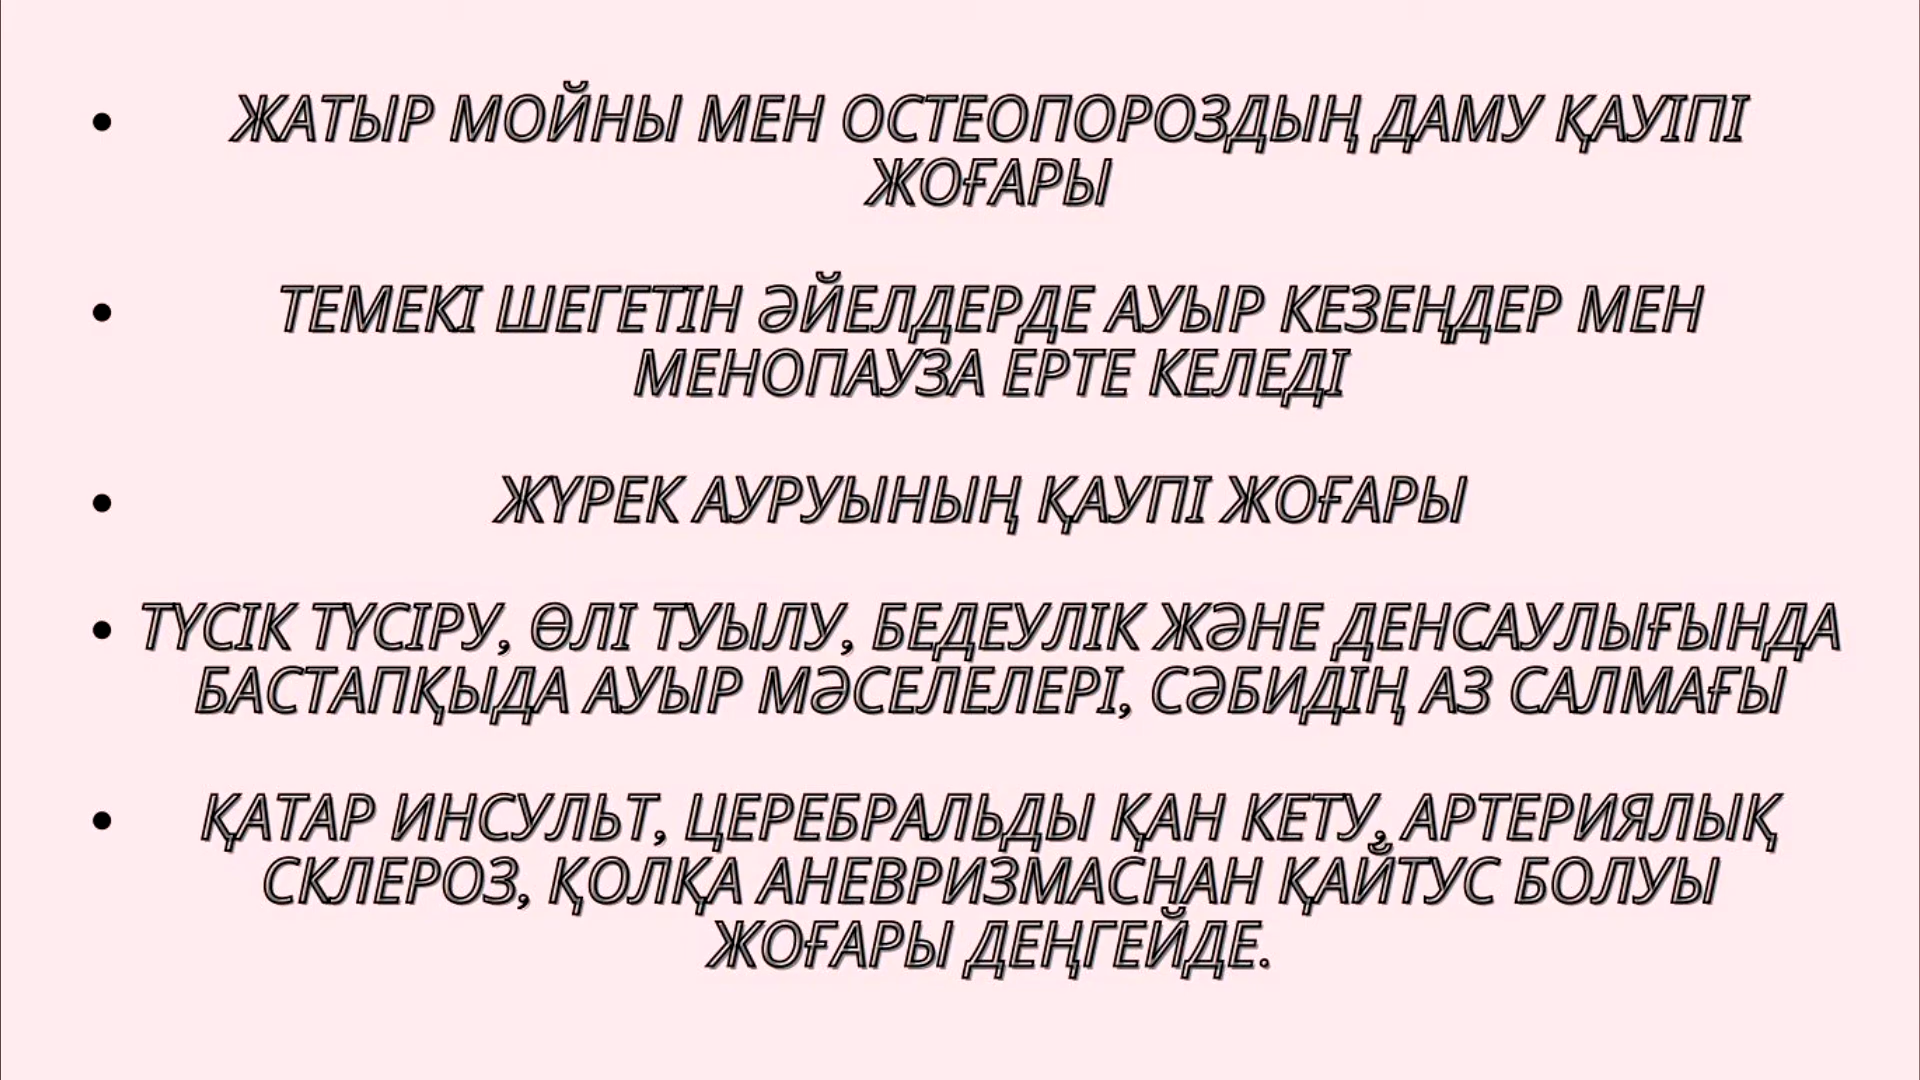 ЖАТЫР МОЙНЫ МЕН ОСТЕОПОРОЗДЫҢ ДАМУ ҚАУІПІ
ЖОҒАРЫ
ТЕМЕКІ ШЕГЕТІН ӘЙЕЛДЕРДЕ АУЫР КЕЗЕҢДЕР МЕН
МЕНОПАУЗА ЕРТЕ КЕЛЕДІ
ЖҮРЕК АУРУЫНЫҢ ҚАУПІ ЖОҒАРЫ
ТҮСІК ТҮСІРУ, ӨЛІ ТУЫЛУ, БЕДЕУЛІК ЖӘНЕ ДЕНСАУЛЫҒЫНДА
БАСТАПҚЫДА АУЫР МӘСЕЛЕЛЕРІ, СӘБИДІҢ АЗ САЛМАҒЫ
ҚАТАР ИНСУЛЬТ, ЦЕРЕБРАЛЬДЫ ҚАН КЕТУ, АРТЕРИЯЛЫҚ
СКЛЕРОЗ, ҚОЛҚА АНЕВРИЗМАСНАН ҚАЙТУС БОЛУЫ
ЖОҒАРЫ ДЕҢГЕЙДЕ.